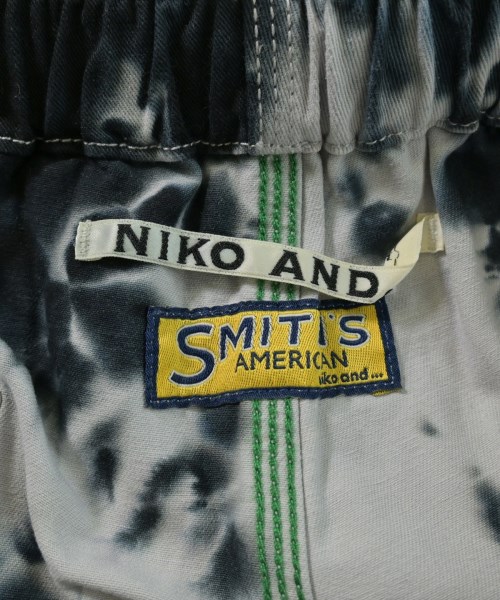 NIKO AND
SMITH'S
AMERICAN
niko and...